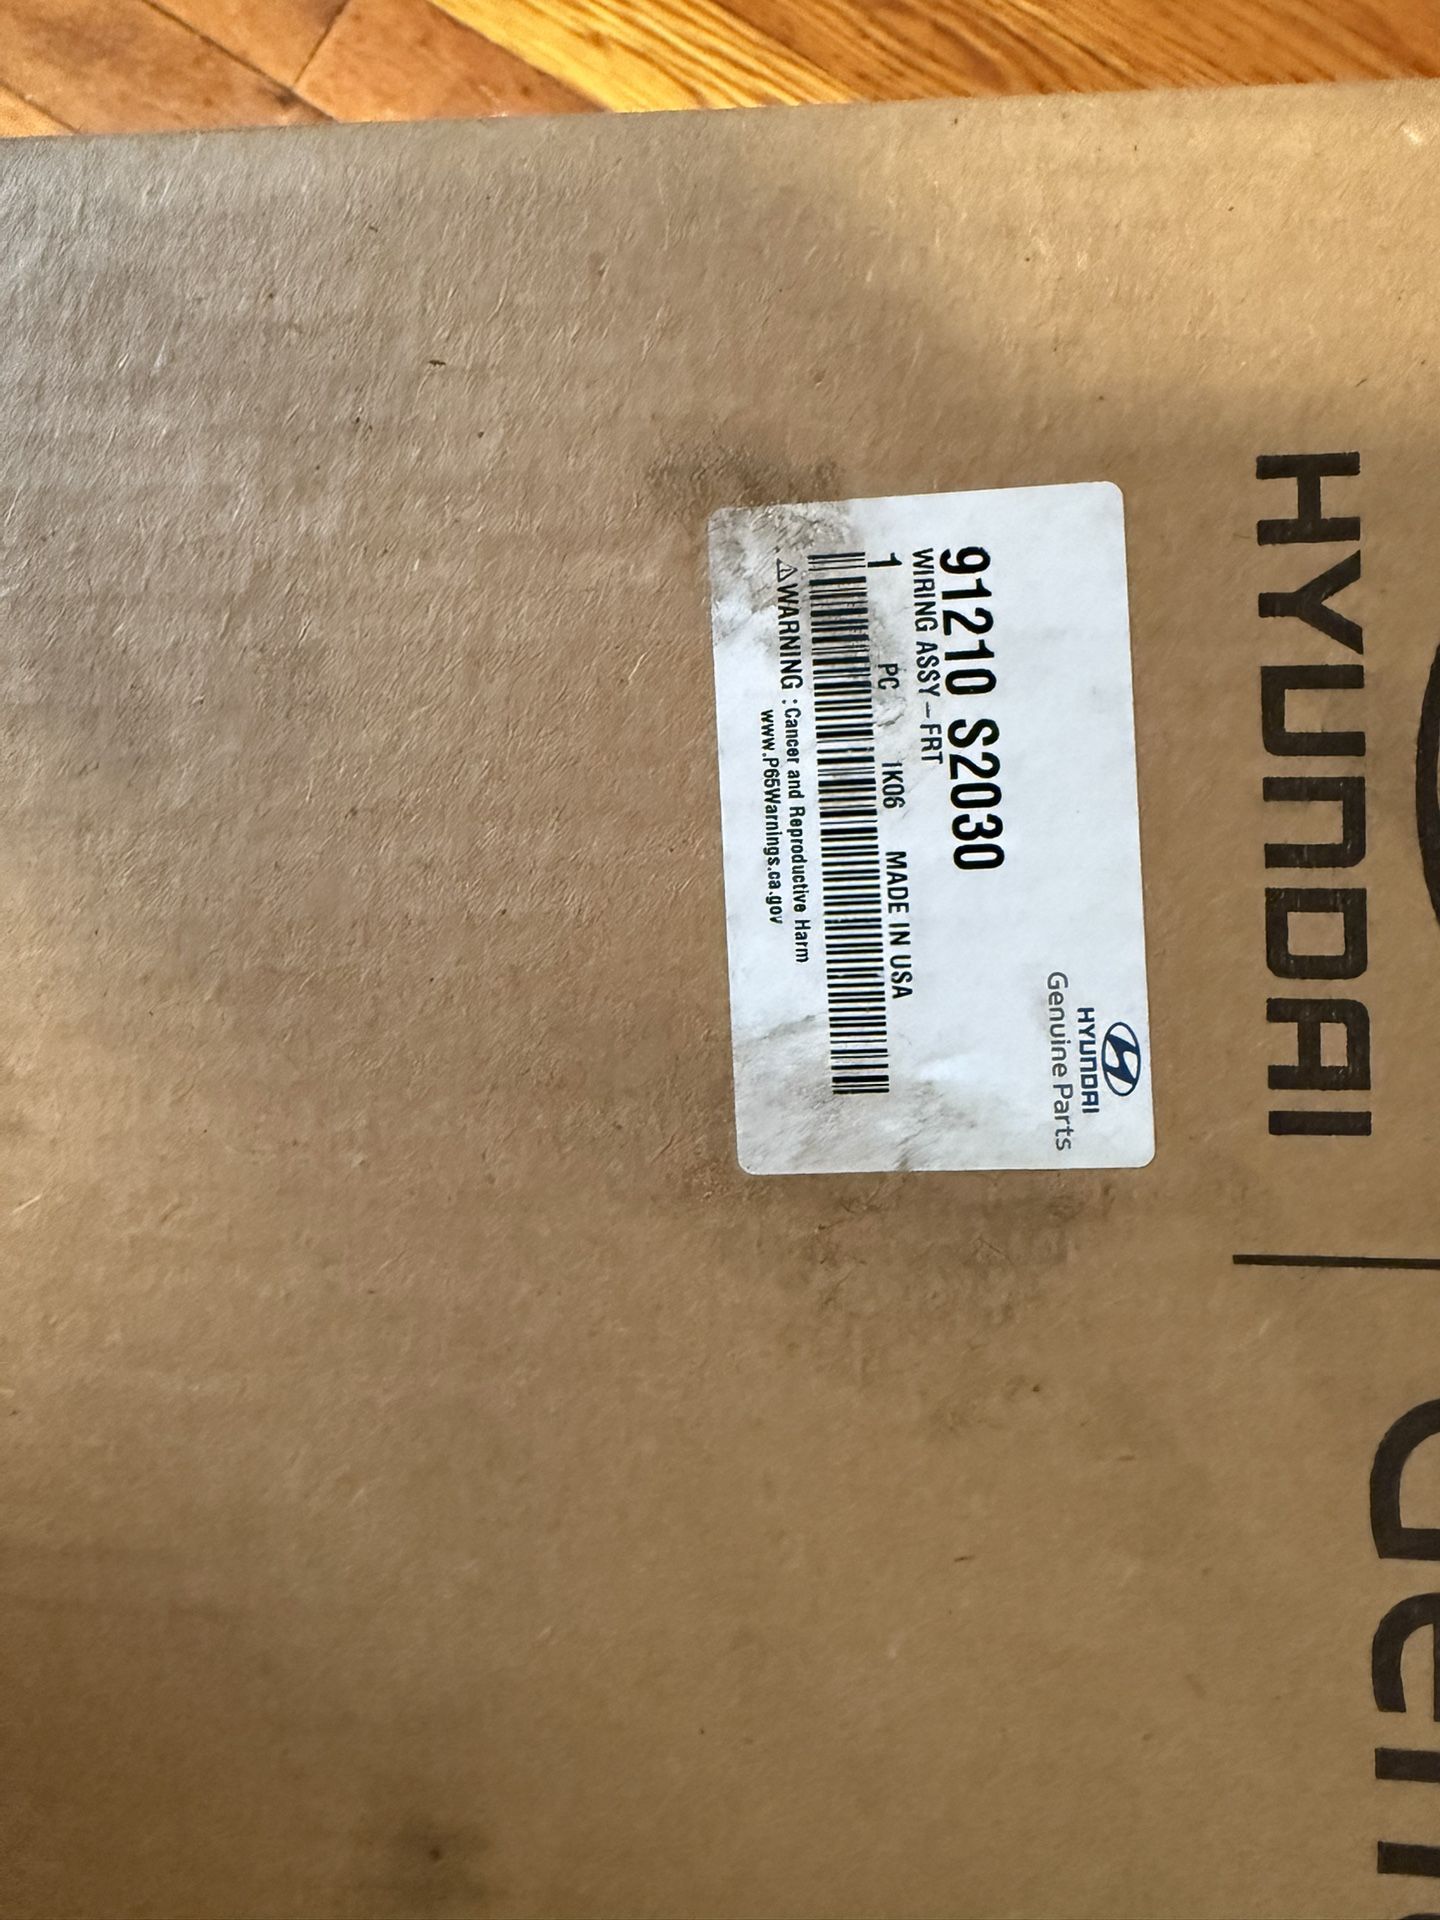 HYUNDAI
HYUNDAI
Genuine Parts
91210 S2030
WIRING ASSY-FRT
1 PC 1K06 MADE IN USA
⚠WARNING : Cancer and Reproductive Harm
www.P65Warnings.ca.gov